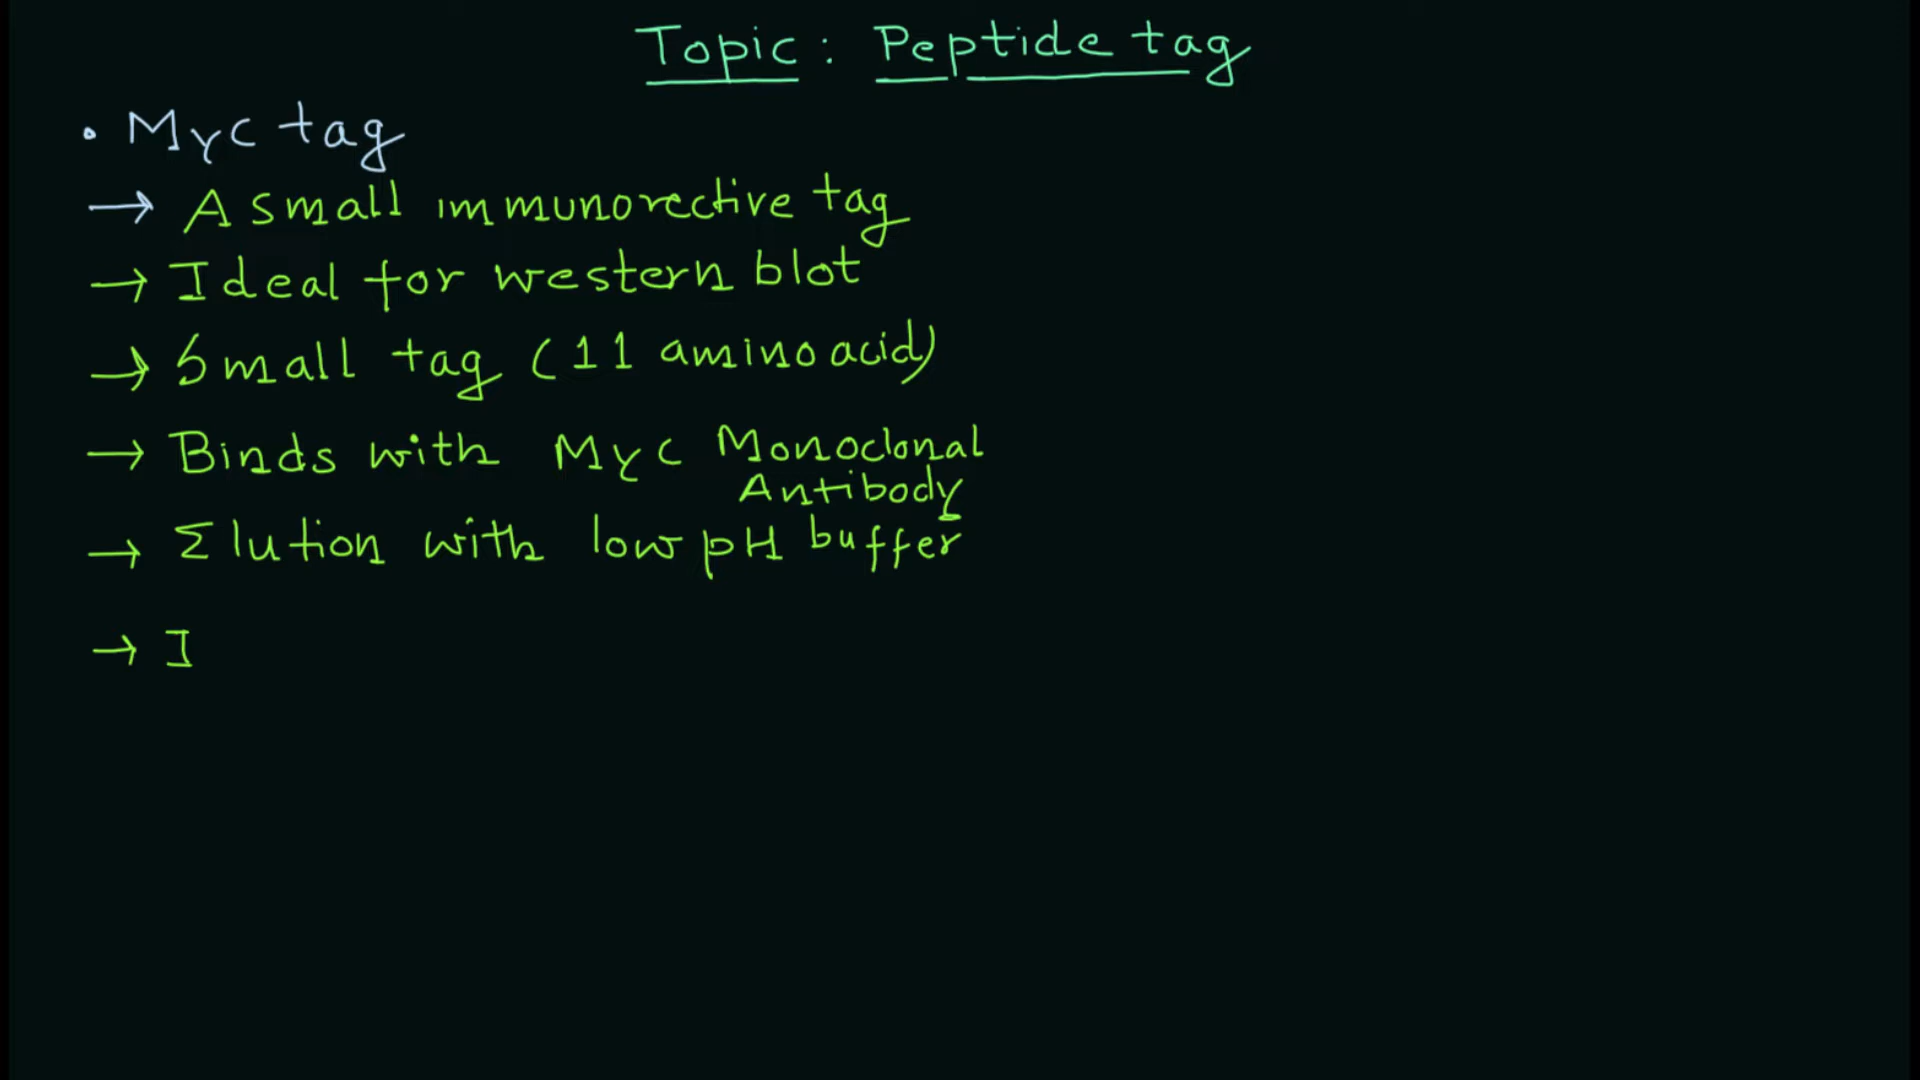 Topic: Peptide tag
• Myc tag
→ A small immunorective tag
→ Ideal for western blot
→ Small tag (11 amino acid)
→ Binds with Myc Monoclonal
Antibody
→ Elution with low pH buffer
→ I